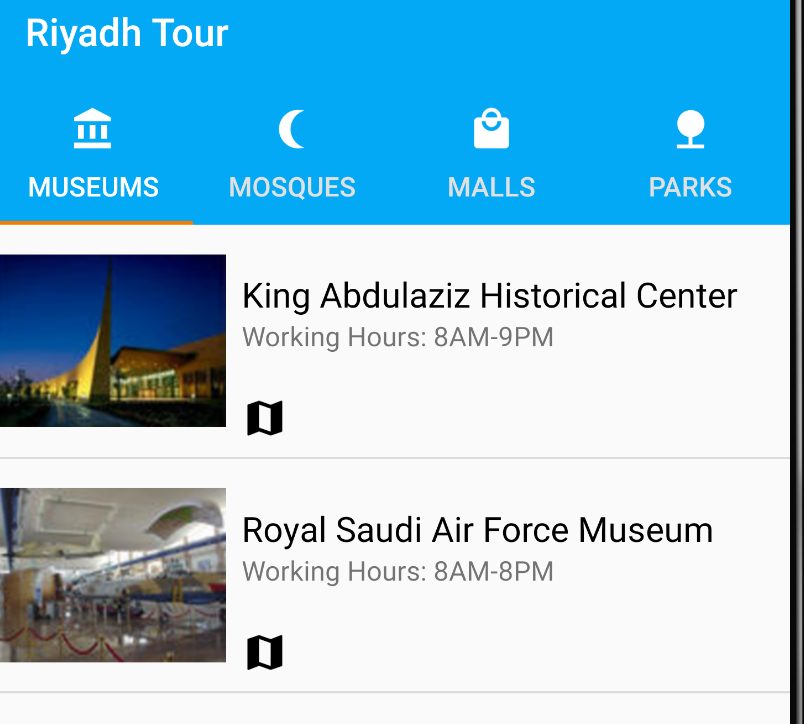 Riyadh Tour
MUSEUMS MOSQUES MALLS PARKS
King Abdulaziz Historical Center
Working Hours: 8AM-9PM
Royal Saudi Air Force Museum
Working Hours: 8AM-8PM